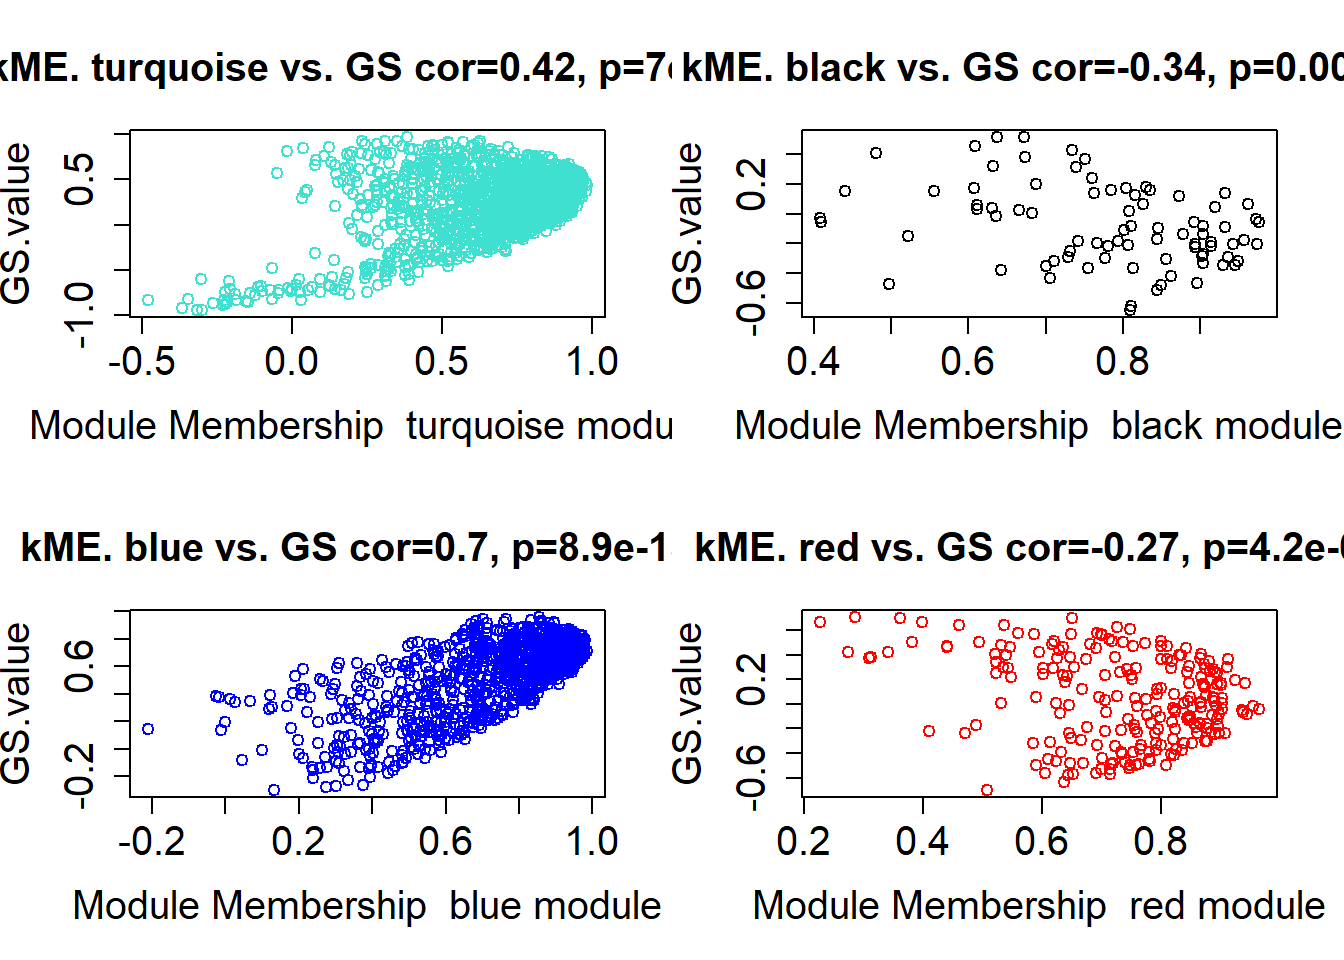 kME. turquoise vs. GS cor=0.42, p=7
GS.value
0.5
-1.0
-0.5 0.0 0.5 1.0
Module Membership turquoise modu
kME. black vs. GS cor=-0.34, p=0.00
GS.value
0.2
-0.6
0.4 0.6 0.8
Module Membership black module
kME. blue vs. GS cor=0.7, p=8.9e-1
GS.value
0.6
-0.2
-0.2 0.2 0.6 1.0
Module Membership blue module
kME. red vs. GS cor=-0.27, p=4.2e-0
GS.value
0.2
-0.6
0.2 0.4 0.6 0.8
Module Membership red module